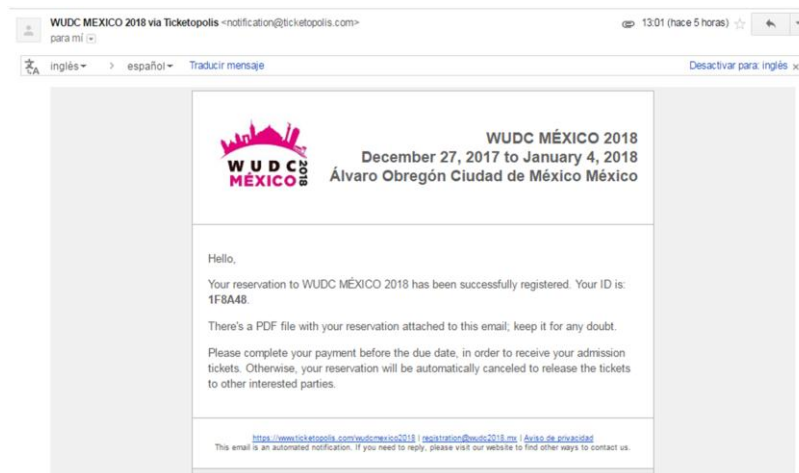 WUDC MEXICO 2018 via Ticketopolis <notification@ticketopolis.com>
13:01 (hace 5 horas)
para mí
inglés > español Traducir mensaje
Desactivar para: inglés x
WUDC MÉXICO 2018
WUDC MÉXICO 2018
December 27, 2017 to January 4, 2018
Álvaro Obregón Ciudad de México México
Hello,
Your reservation to WUDC MÉXICO 2018 has been successfully registered. Your ID is:
1F8A48.
There's a PDF file with your reservation attached to this email; keep it for any doubt.
Please complete your payment before the due date, in order to receive your admission
tickets. Otherwise, your reservation will be automatically canceled to release the tickets
to other interested parties.
https://www.ticketopolis.com/wudcmexico2018 | registration@wudc2018.mx | Aviso de privacidad
This email is an automated notification. If you need to reply, please visit our website to find other ways to contact us.